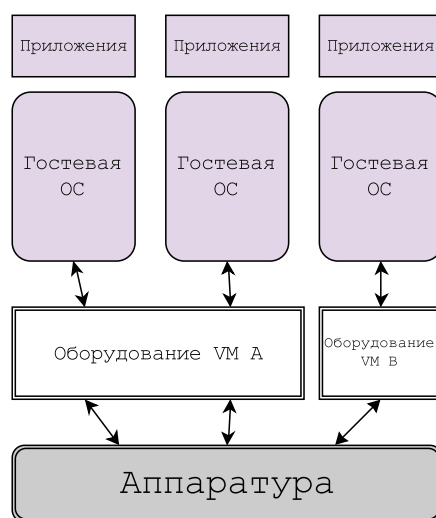 Приложения
Приложения
Приложения
Гостевая
ОС
Гостевая
ОС
Гостевая
ОС
Оборудование VM A
Оборудование
VM B
Аппаратура